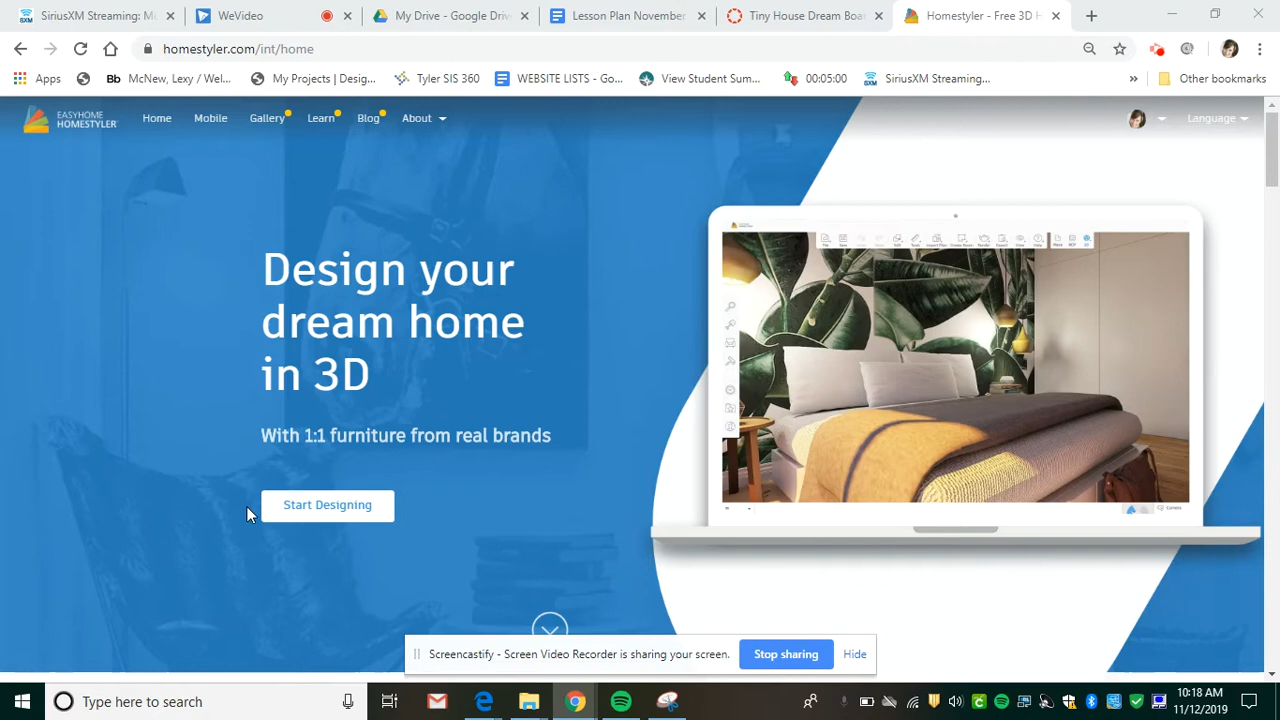 SiriusXM Streaming: Mu
WeVideo
My Drive - Google Driv
Lesson Plan November
Tiny House Dream Boa
Homestyler - Free 3D H
homestyler.com/int/home
Apps
Bb McNew, Lexy / Wel...
My Projects | Desig...
Tyler SIS 360
WEBSITE LISTS - Go...
View Student Sum...
00:05:00
SiriusXM Streaming...
»
Other bookmarks
EASYHOME
HOMESTYLER
Home
Mobile
Gallery
Learn
Blog
About
Language
Design your
dream home
in 3D
With 1:1 furniture from real brands
Start Designing
Screencastify - Screen Video Recorder is sharing your screen.
Stop sharing
Hide
Type here to search
10:18 AM
11/12/2019